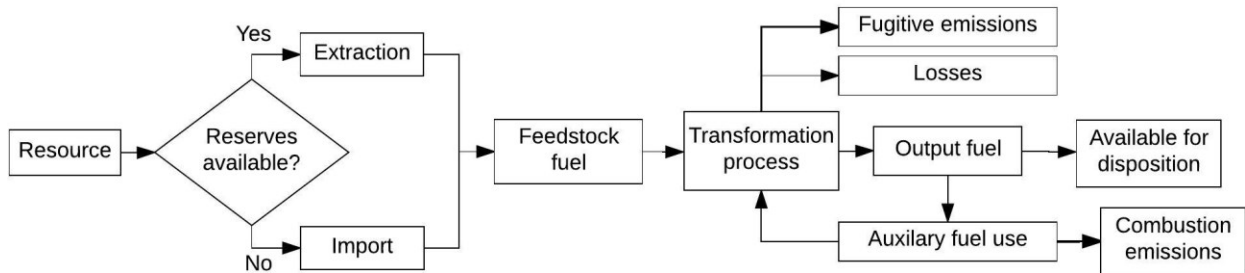 Resource
Reserves
available?
Yes
No
Extraction
Import
Feedstock
fuel
Transformation
process
Fugitive emissions
Losses
Output fuel
Auxilary fuel use
Available for
disposition
Combustion
emissions